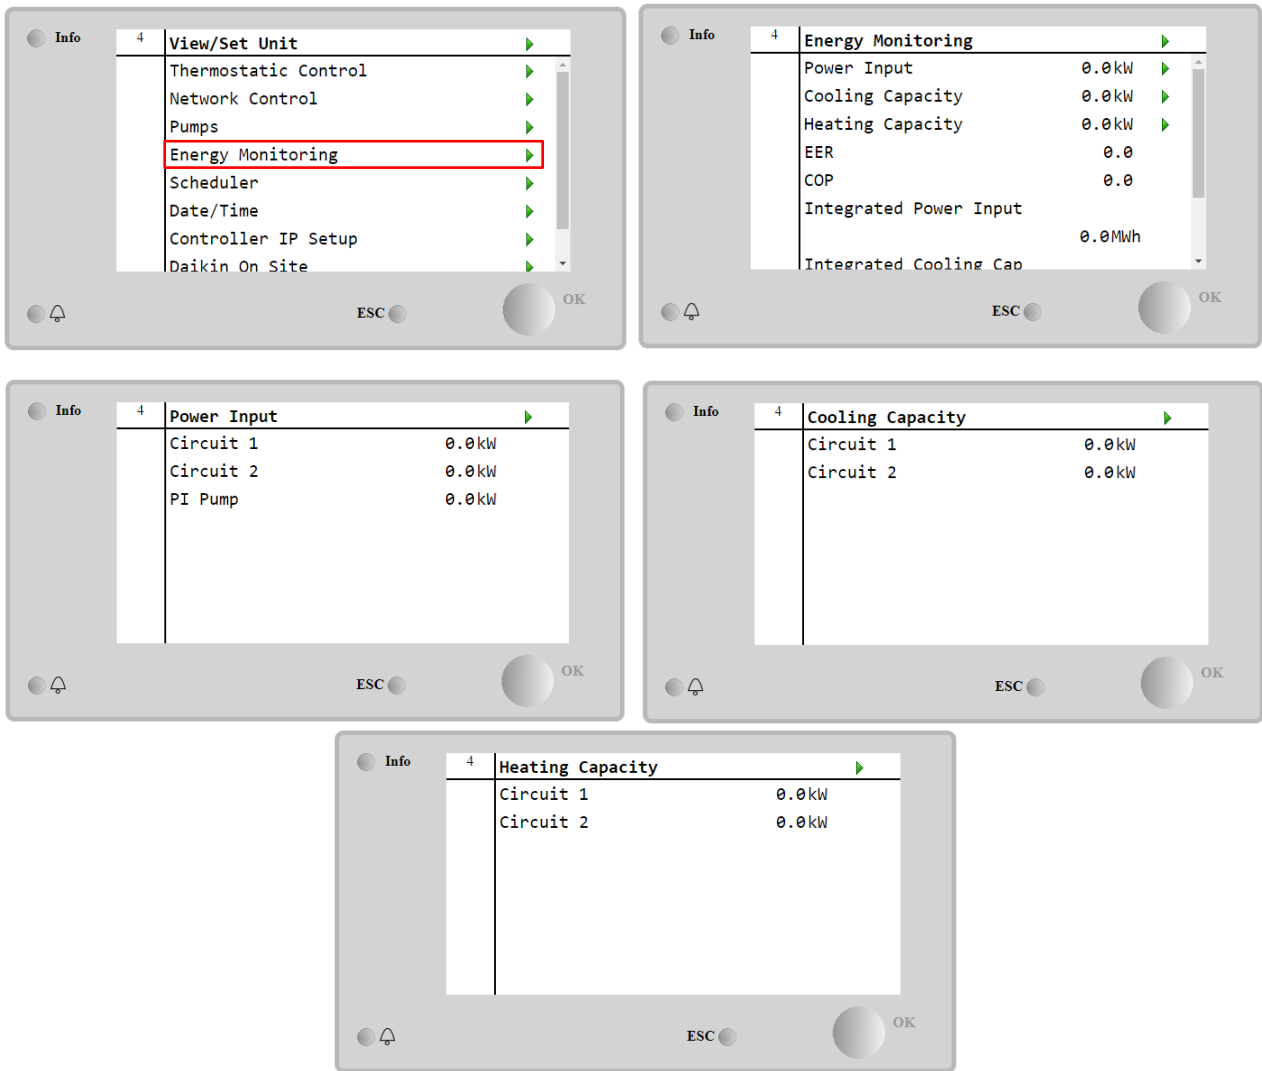 Info
4 View/Set Unit
Thermostatic Control
Network Control
Pumps
Energy Monitoring
Scheduler
Date/Time
Controller IP Setup
Daikin On Site
ESC
OK
Info
4 Energy Monitoring
Power Input 0.0kW
Cooling Capacity 0.0kW
Heating Capacity 0.0kW
EER 0.0
COP 0.0
Integrated Power Input
0.0MWh
Integrated Cooling Cap
ESC
OK
Info
4 Power Input
Circuit 1 0.0kW
Circuit 2 0.0kW
PI Pump 0.0kW
ESC
OK
Info
4 Cooling Capacity
Circuit 1 0.0kW
Circuit 2 0.0kW
ESC
OK
Info
4 Heating Capacity
Circuit 1 0.0kW
Circuit 2 0.0kW
ESC
OK